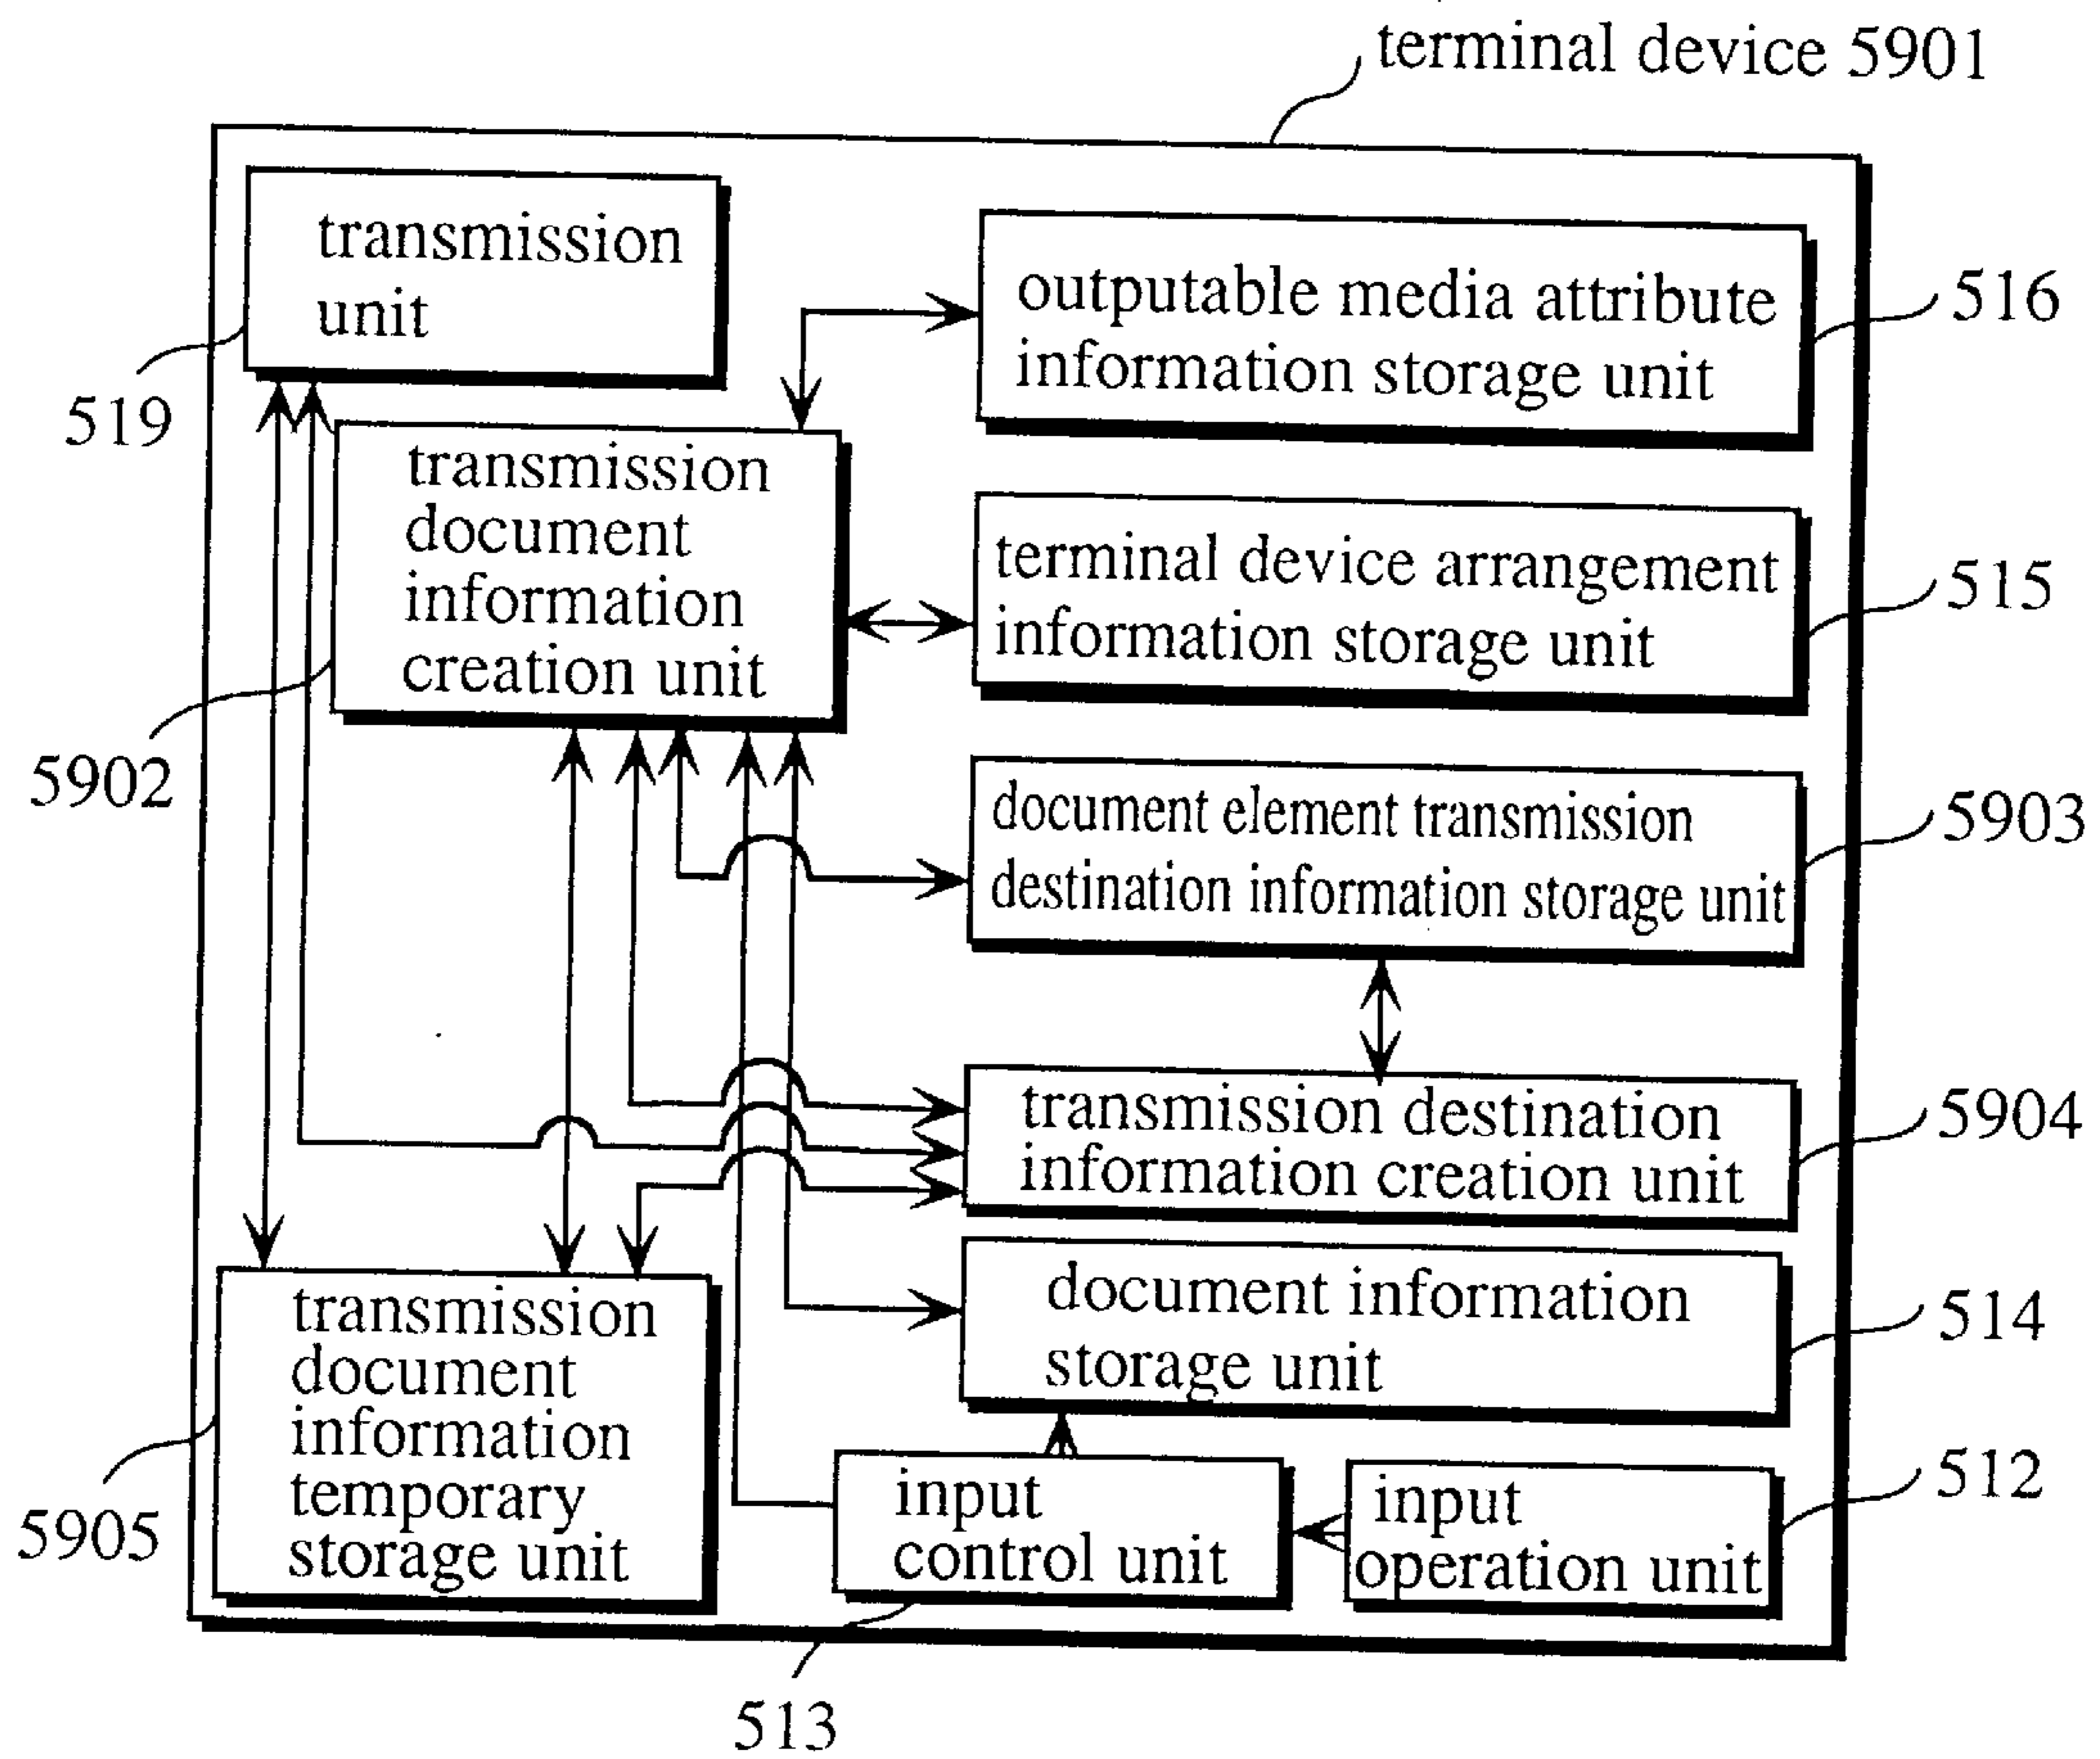 terminal device 5901
transmission
unit
519
outputable media attribute
information storage unit
516
transmission
document
information
creation unit
5902
terminal device arrangement
information storage unit
515
document element transmission
destination information storage unit
5903
transmission destination
information creation unit
5904
document information
storage unit
514
transmission
document
information
temporary
storage unit
5905
input
control unit
513
input
operation unit
512